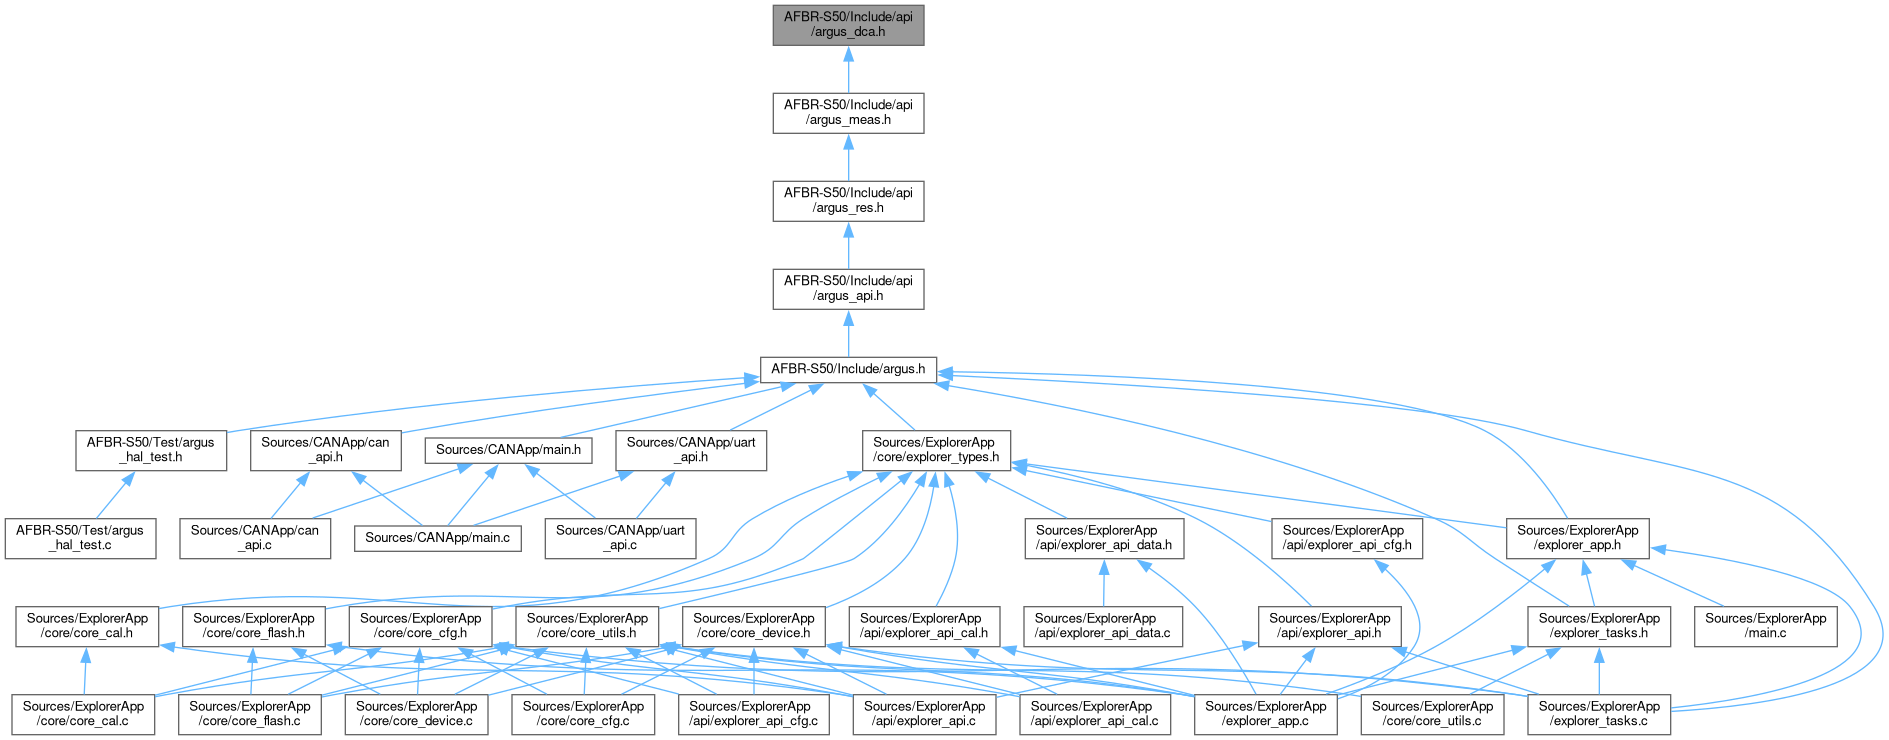 AFBR-S50/Include/api
/argus_dca.h
AFBR-S50/Include/api
/argus_meas.h
AFBR-S50/Include/api
/argus_res.h
AFBR-S50/Include/api
/argus_api.h
AFBR-S50/Include/argus.h
AFBR-S50/Test/argus
_hal_test.h
Sources/CANApp/can
_api.h
Sources/CANApp/main.h
Sources/CANApp/uart
_api.h
Sources/ExplorerApp
/core/explorer_types.h
AFBR-S50/Test/argus
_hal_test.c
Sources/CANApp/can
_api.c
Sources/CANApp/main.c
Sources/CANApp/uart
_api.c
Sources/ExplorerApp
/api/explorer_api_data.h
Sources/ExplorerApp
/api/explorer_api_cfg.h
Sources/ExplorerApp
/explorer_app.h
Sources/ExplorerApp
/core/core_cal.h
Sources/ExplorerApp
/core/core_flash.h
Sources/ExplorerApp
/core/core_cfg.h
Sources/ExplorerApp
/core/core_utils.h
Sources/ExplorerApp
/core/core_device.h
Sources/ExplorerApp
/api/explorer_api_cal.h
Sources/ExplorerApp
/api/explorer_api_data.c
Sources/ExplorerApp
/api/explorer_api.h
Sources/ExplorerApp
/explorer_tasks.h
Sources/ExplorerApp
/main.c
Sources/ExplorerApp
/core/core_cal.c
Sources/ExplorerApp
/core/core_flash.c
Sources/ExplorerApp
/core/core_device.c
Sources/ExplorerApp
/core/core_cfg.c
Sources/ExplorerApp
/api/explorer_api_cfg.c
Sources/ExplorerApp
/api/explorer_api.c
Sources/ExplorerApp
/api/explorer_api_cal.c
Sources/ExplorerApp
/explorer_app.c
Sources/ExplorerApp
/core/core_utils.c
Sources/ExplorerApp
/explorer_tasks.c